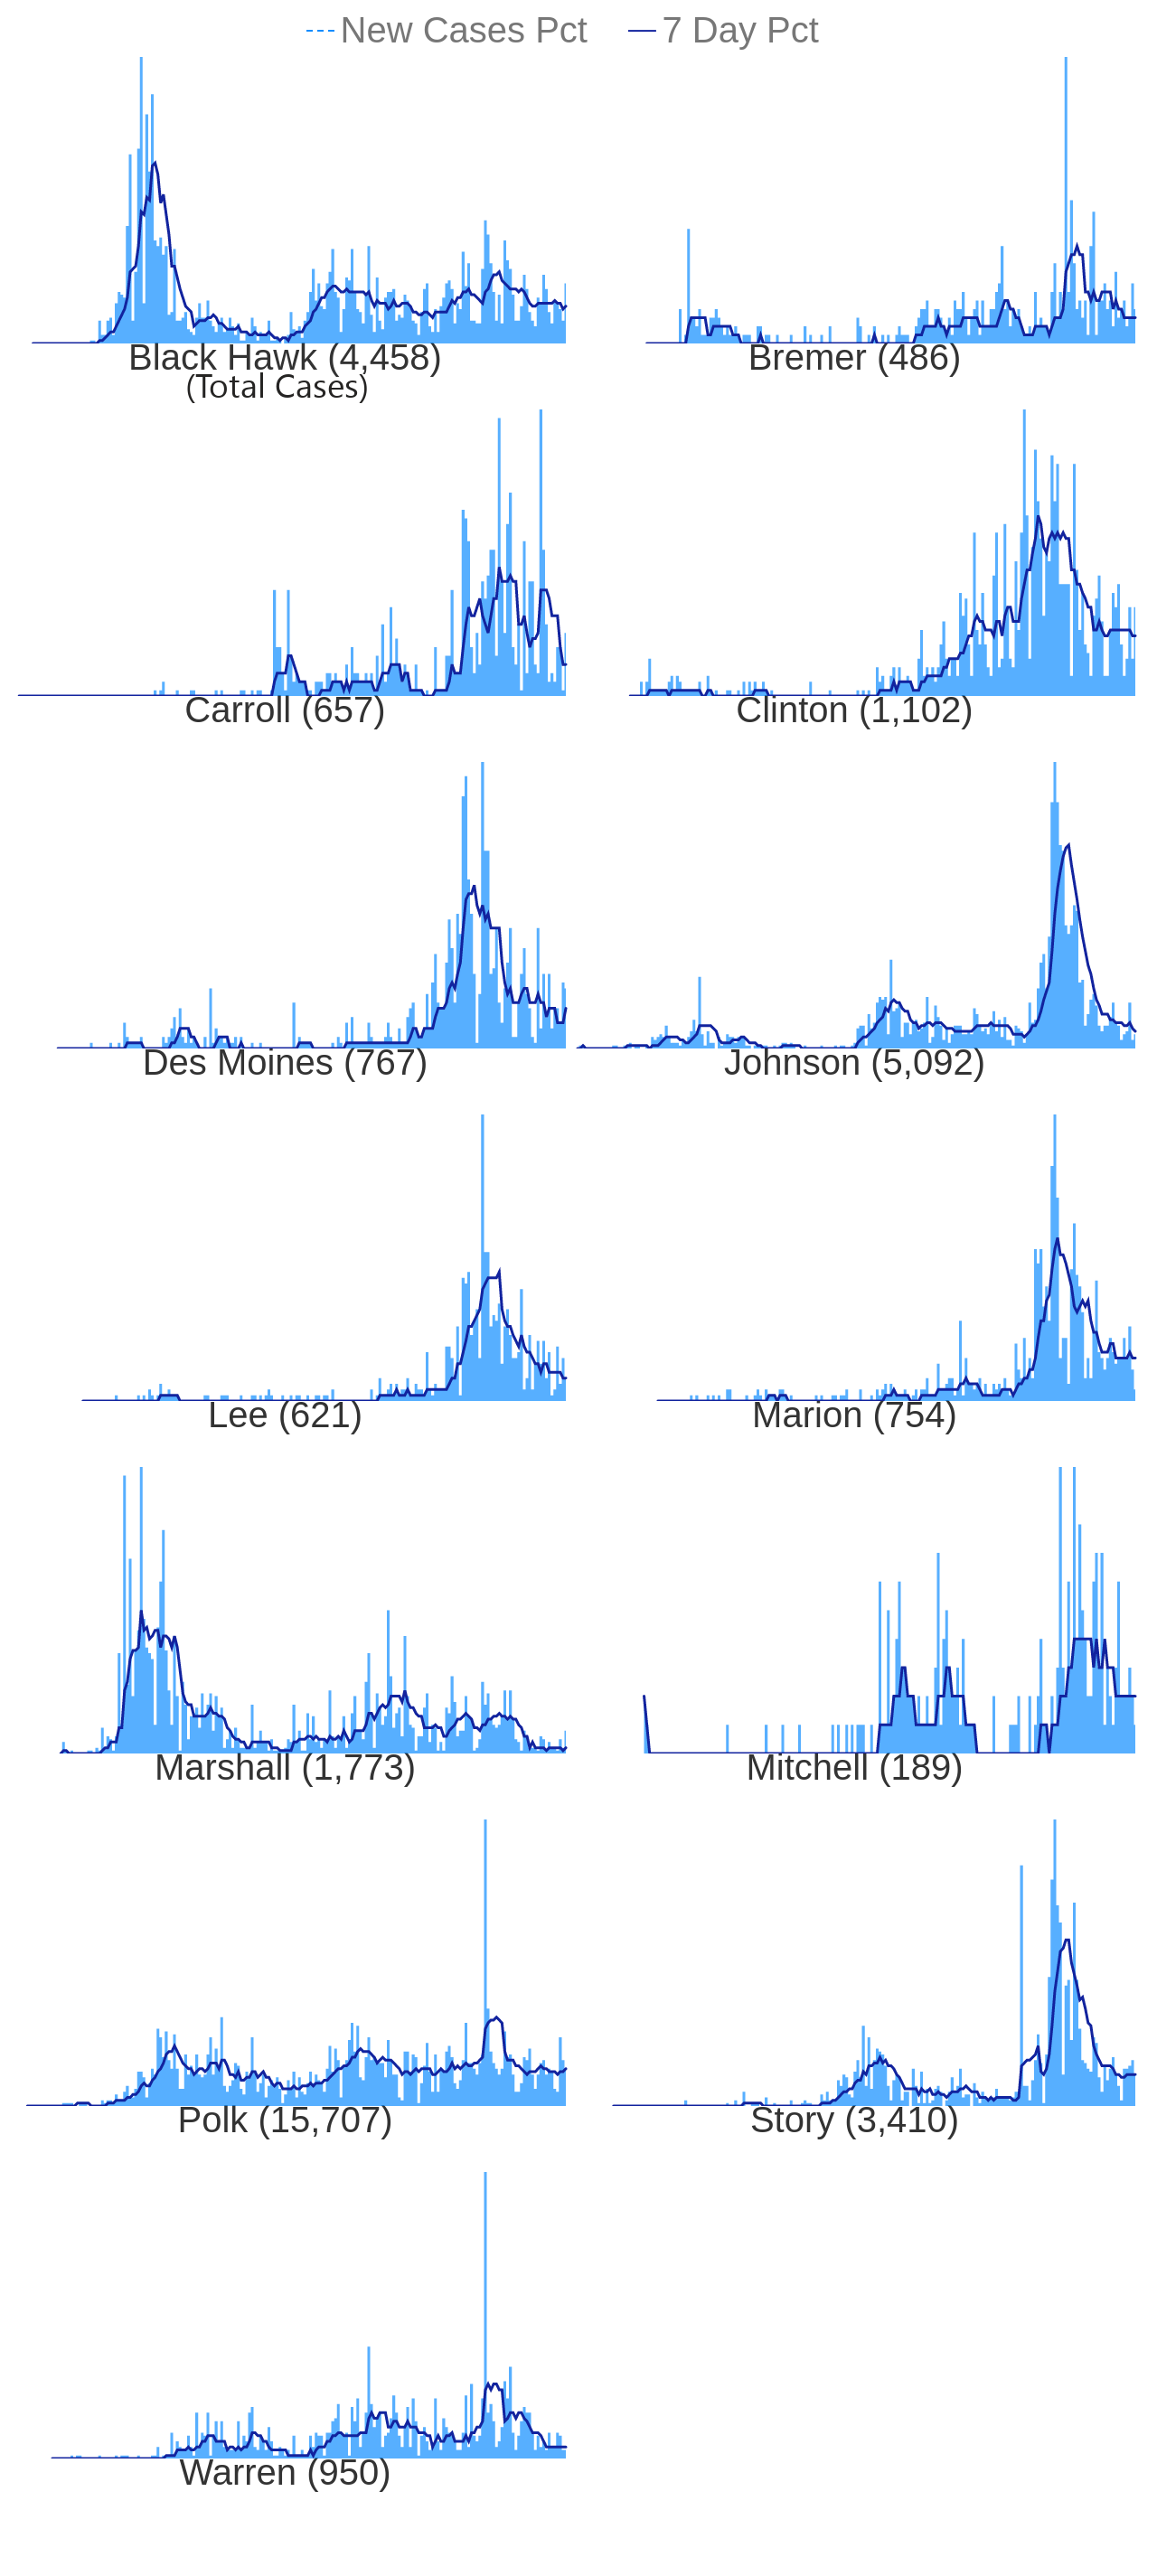 New Cases Pct 7 Day Pct
Black Hawk (4,458) Bremer (486)
(Total Cases)
Carroll (657) Clinton (1,102)
Des Moines (767) Johnson (5,092)
Lee (621) Marion (754)
Marshall (1,773) Mitchell (189)
Polk (15,707) Story (3,410)
Warren (950)